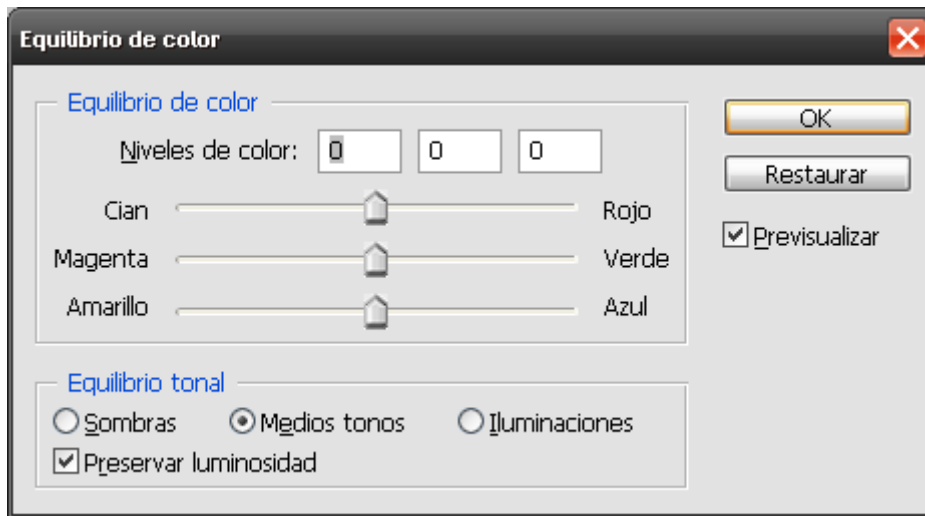 Equilibrio de color
Equilibrio de color
Niveles de color: 0 0 0
OK
Restaurar
Cian Rojo
Previsualizar
Magenta Verde
Amarillo Azul
Equilibrio tonal
Sombras Medios tonos Iluminaciones
Preservar luminosidad